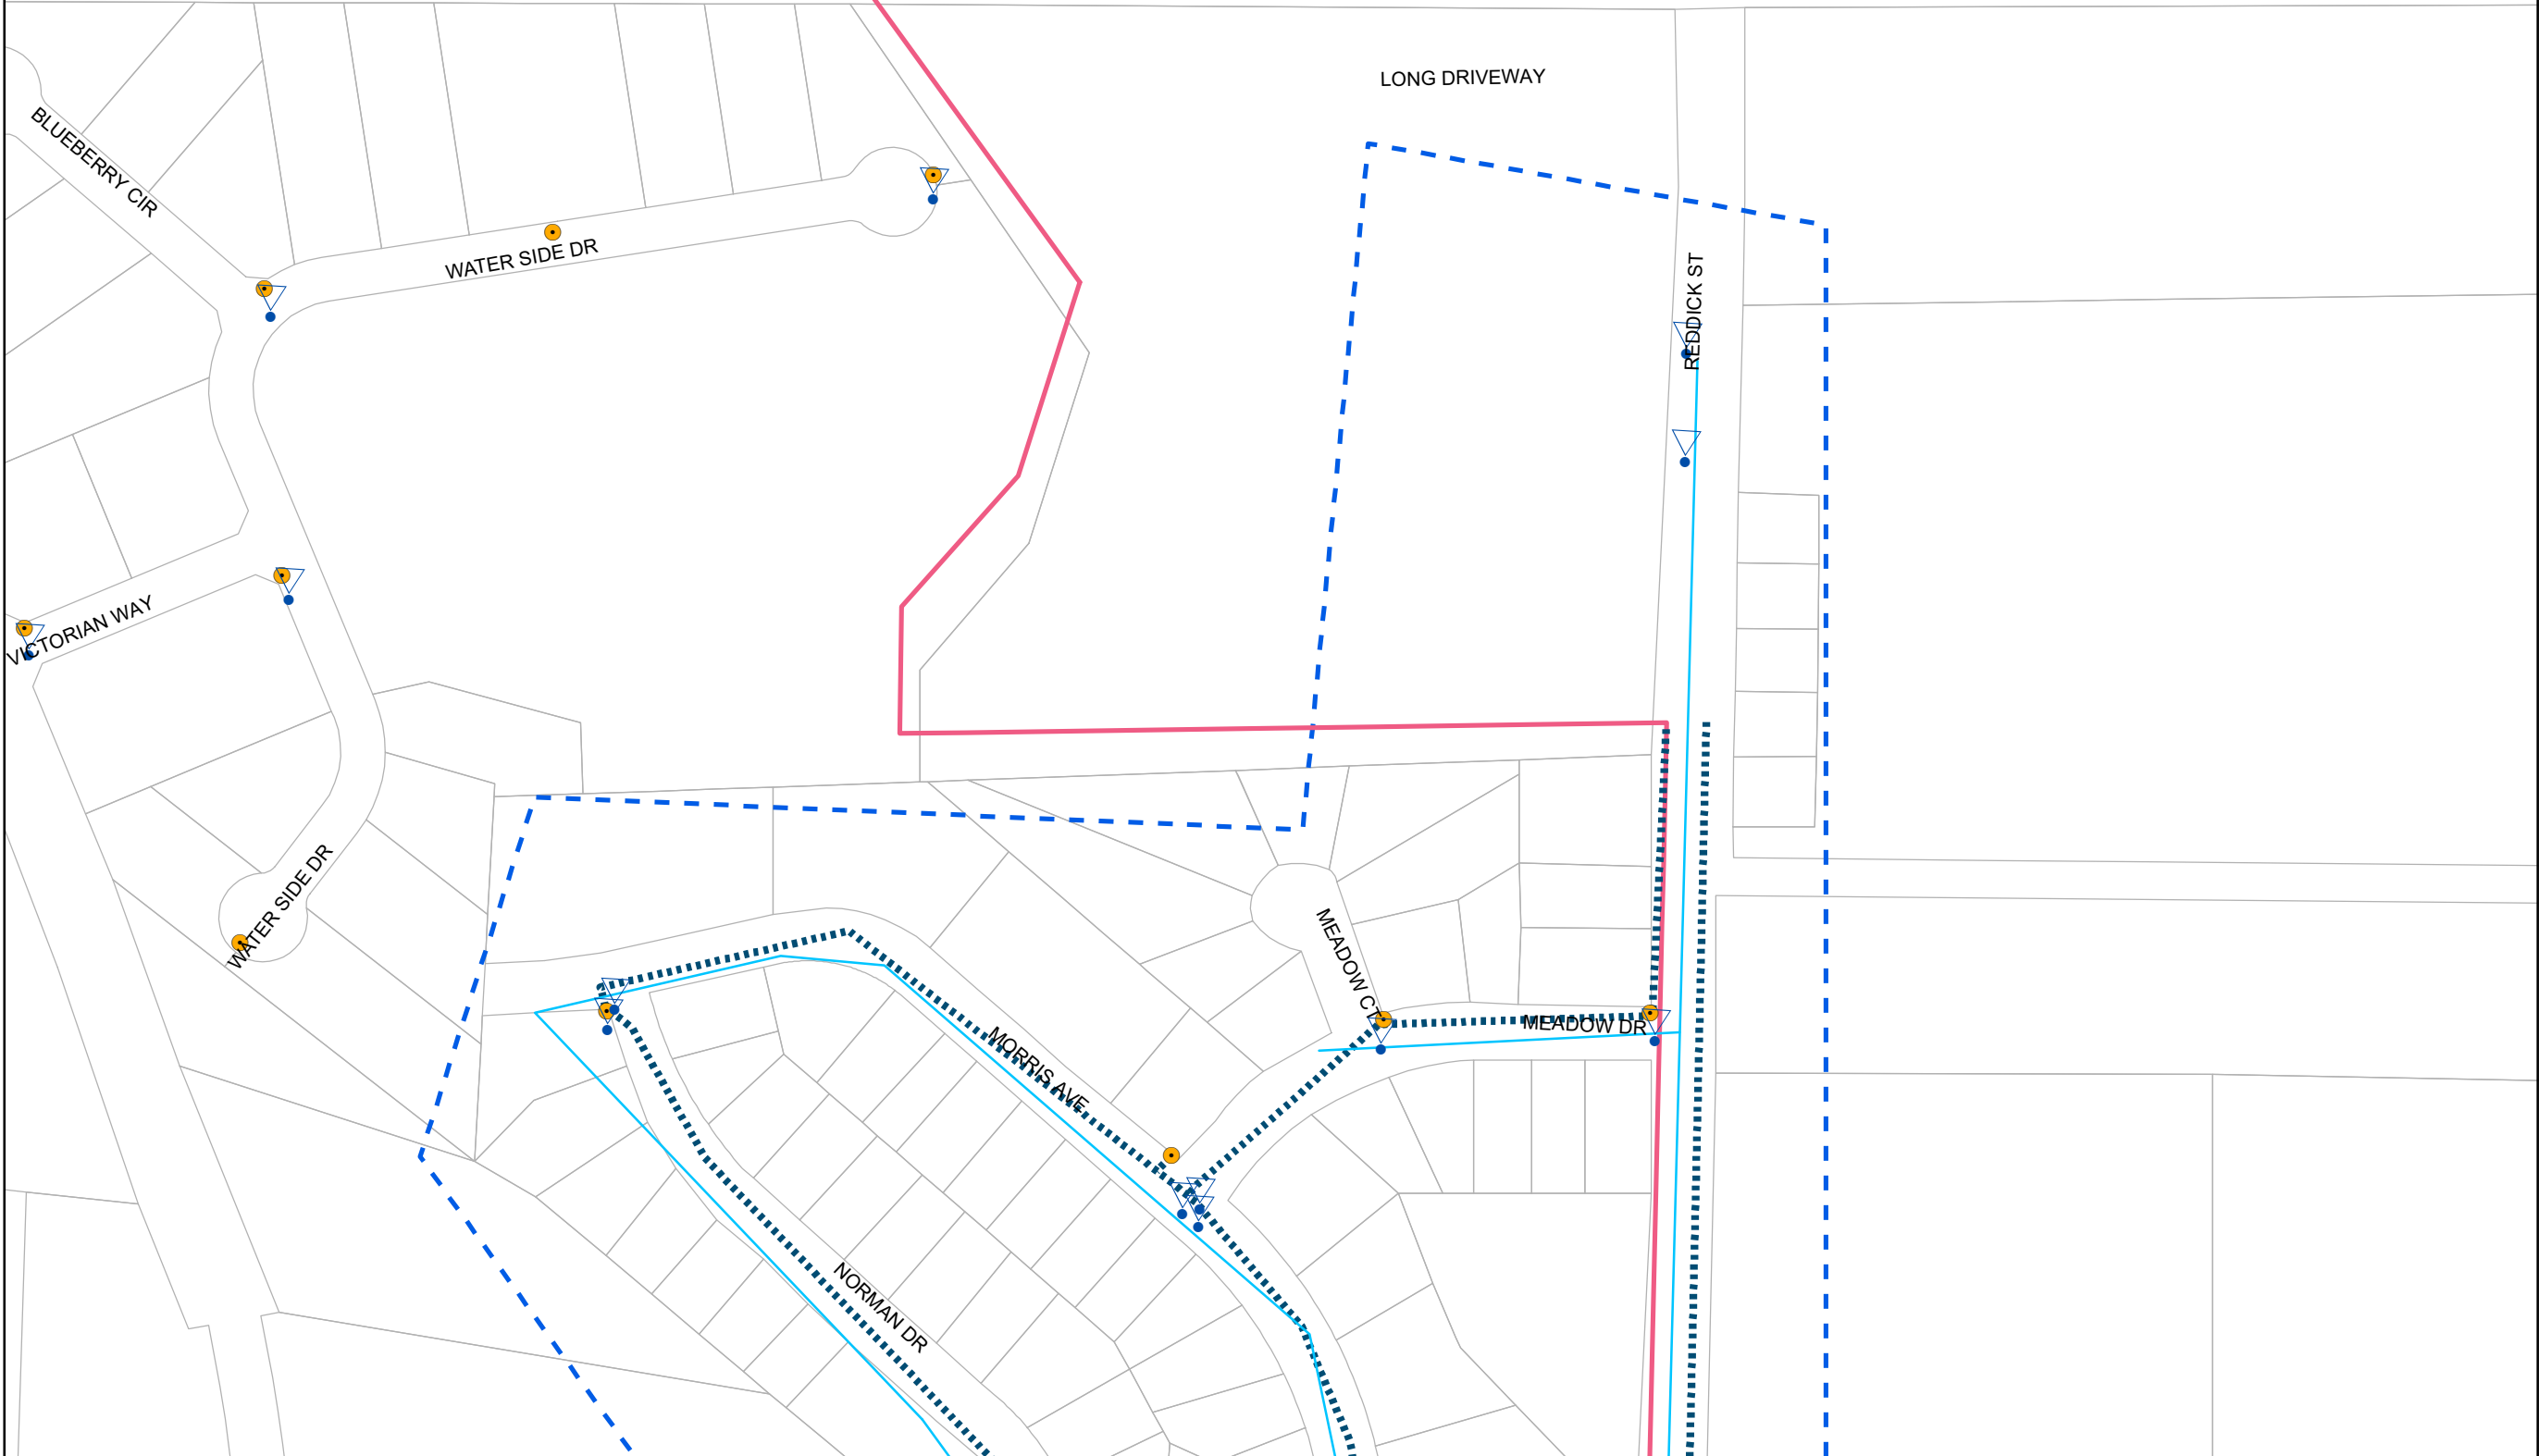 LONG DRIVEWAY
BLUEBERRY CIR
WATER SIDE DR
REDDICK ST
VICTORIAN WAY
WATER SIDE DR
MEADOW CT
MEADOW DR
MORRIS AVE
NORMAN DR